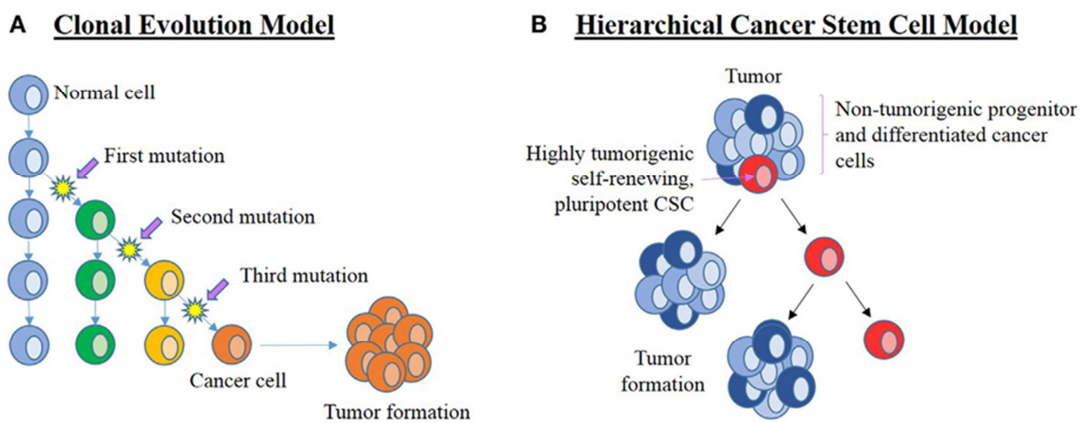 A Clonal Evolution Model
Normal cell
First mutation
Second mutation
Third mutation
Cancer cell
Tumor formation
B Hierarchical Cancer Stem Cell Model
Tumor
Non-tumorigenic progenitor
and differentiated cancer
cells
Highly tumorigenic
self-renewing,
pluripotent CSC
Tumor
formation